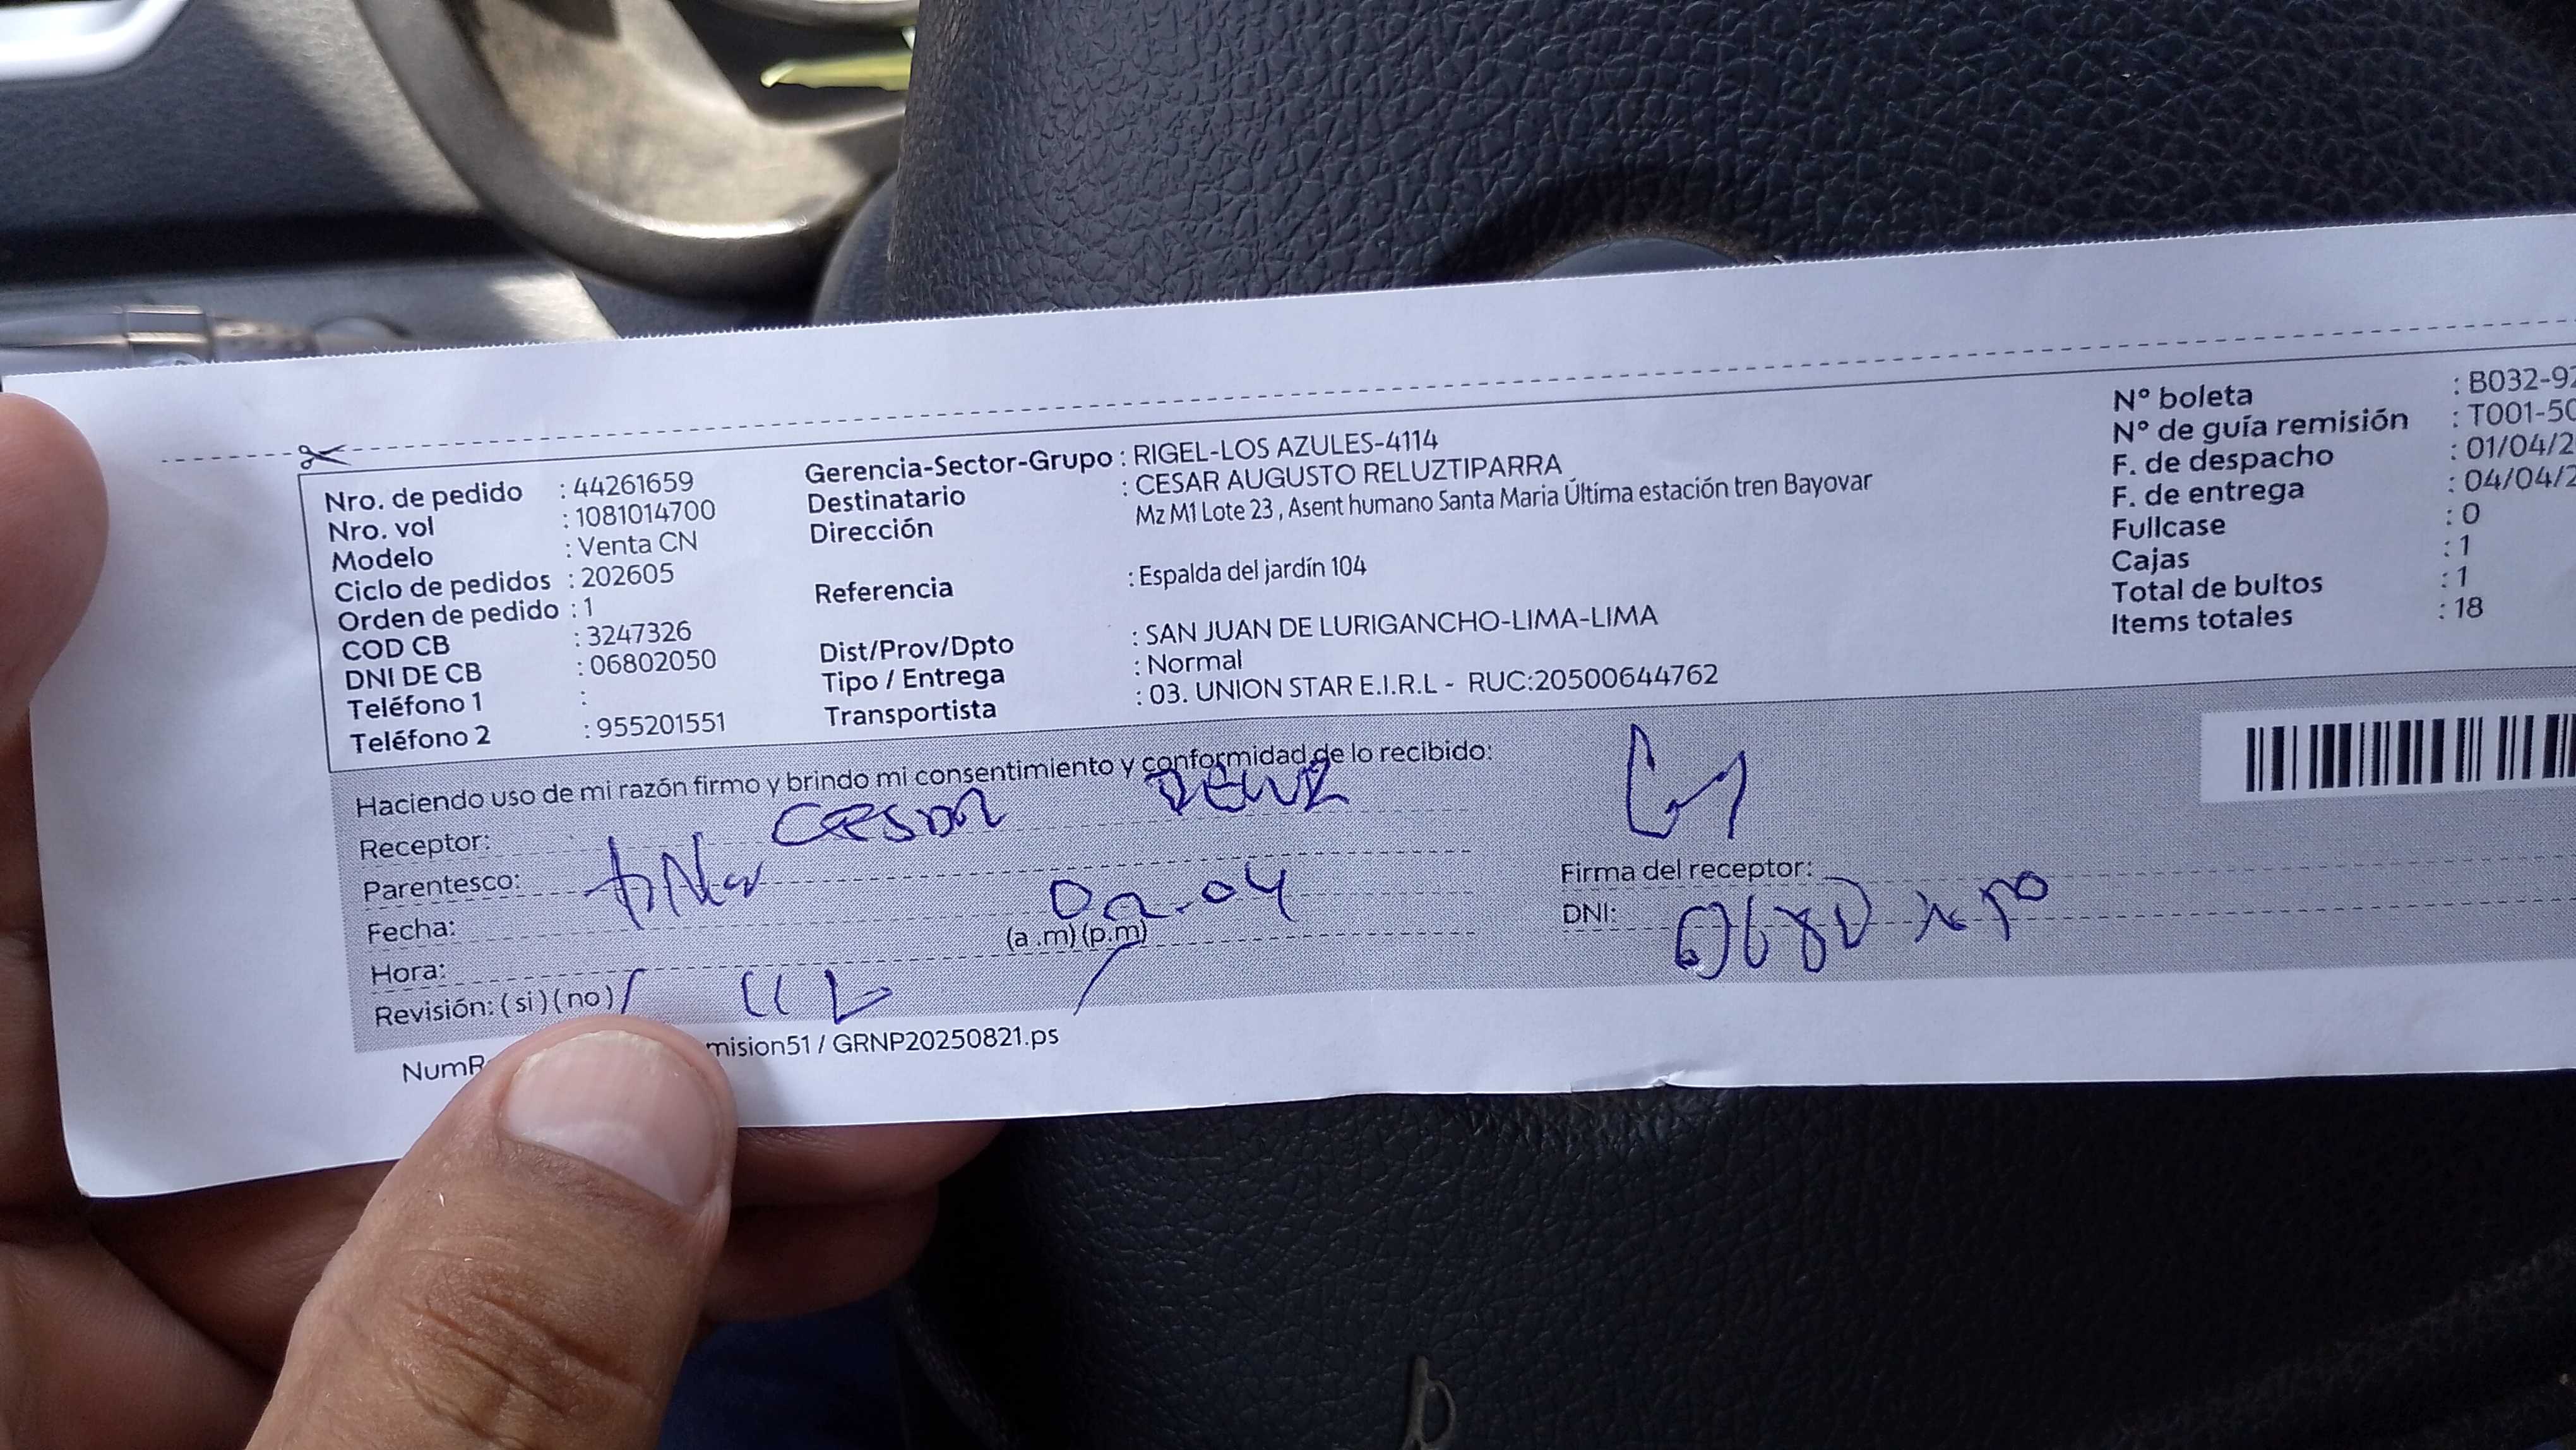 Nro. de pedido : 44261659
Nro. vol : 1081014700
Modelo : Venta CN
Ciclo de pedidos : 202605
Orden de pedido : 1
COD CB : 3247326
DNI DE CB : 06802050
Teléfono 1 :
Teléfono 2 : 955201551
Gerencia-Sector-Grupo : RIGEL-LOS AZULES-4114
Destinatario : CESAR AUGUSTO RELUZTIPARRA
Dirección Mz M1 Lote 23 , Asent humano Santa Maria Última estación tren Bayovar
Referencia : Espalda del jardín 104
Dist/Prov/Dpto : SAN JUAN DE LURIGANCHO-LIMA-LIMA
Tipo / Entrega : Normal
Transportista : 03. UNION STAR E.I.R.L - RUC:20500644762
N° boleta : B032-92
N° de guía remisión : T001-50
F. de despacho : 01/04/2
F. de entrega : 04/04/2
Fullcase : 0
Cajas : 1
Total de bultos : 1
Items totales : 18
Haciendo uso de mi razón firmo y brindo mi consentimiento y conformidad de lo recibido:
Receptor: Cesar
Parentesco:
Fecha:
Hora: (a .m) (p.m)
Revisión: ( si ) ( no )
Firma del receptor:
DNI:
NumR mision51 / GRNP20250821.ps